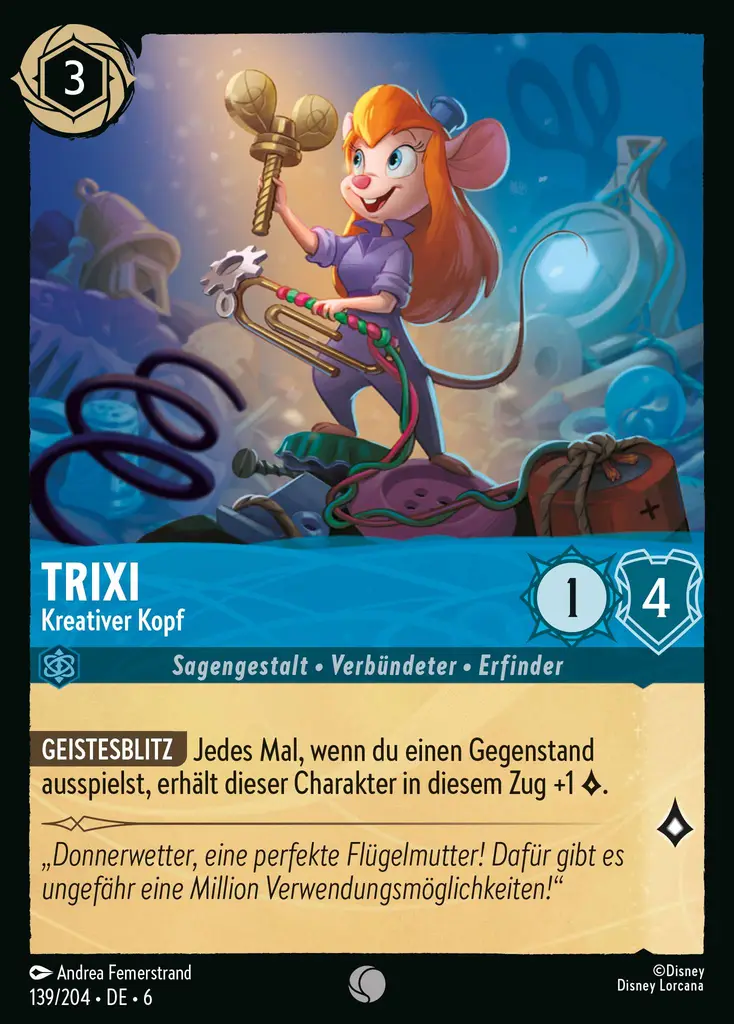 3
TRIXI
Kreativer Kopf
1
4
Sagengestalt • Verbündeter • Erfinder
GEISTESBLITZ Jedes Mal, wenn du einen Gegenstand
ausspielst, erhält dieser Charakter in diesem Zug +1 .
„Donnerwetter, eine perfekte Flügelmutter! Dafür gibt es
ungefähr eine Million Verwendungsmöglichkeiten!“
Andrea Femerstrand
139/204 • DE • 6
©Disney
Disney Lorcana